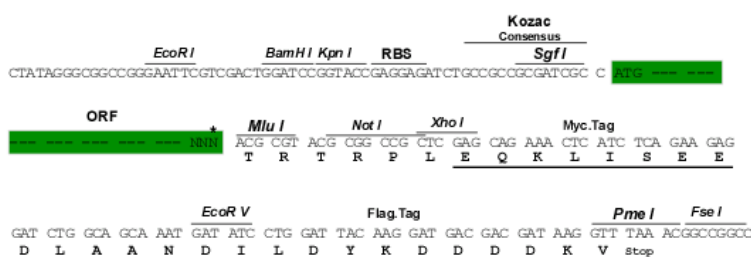 Kozac
Consensus
EcoR I BamH I Kpn I RBS Sgf I
CTATAGGGCGGCCGGGAATTCGTCGACTGGATCCGGTACCGAGGAGATCTGCCGCCGCGATCGC C ATG --- --- ---
ORF
--- --- --- --- --- NNN * Mlu I Not I Xho I Myc.Tag
ACG CGT ACG CGG CCG CTC GAG CAG AAA CTC ATC TCA GAA GAG
T R T R P L E Q K L I S E E
EcoR V Flag.Tag Pme I Fse I
GAT CTG GCA GCA AAT GAT ATC CTG GAT TAC AAG GAT GAC GAC GAT AAG GTT TAA ACGGCCGGCC
D L A A N D I L D Y K D D D D K V Stop